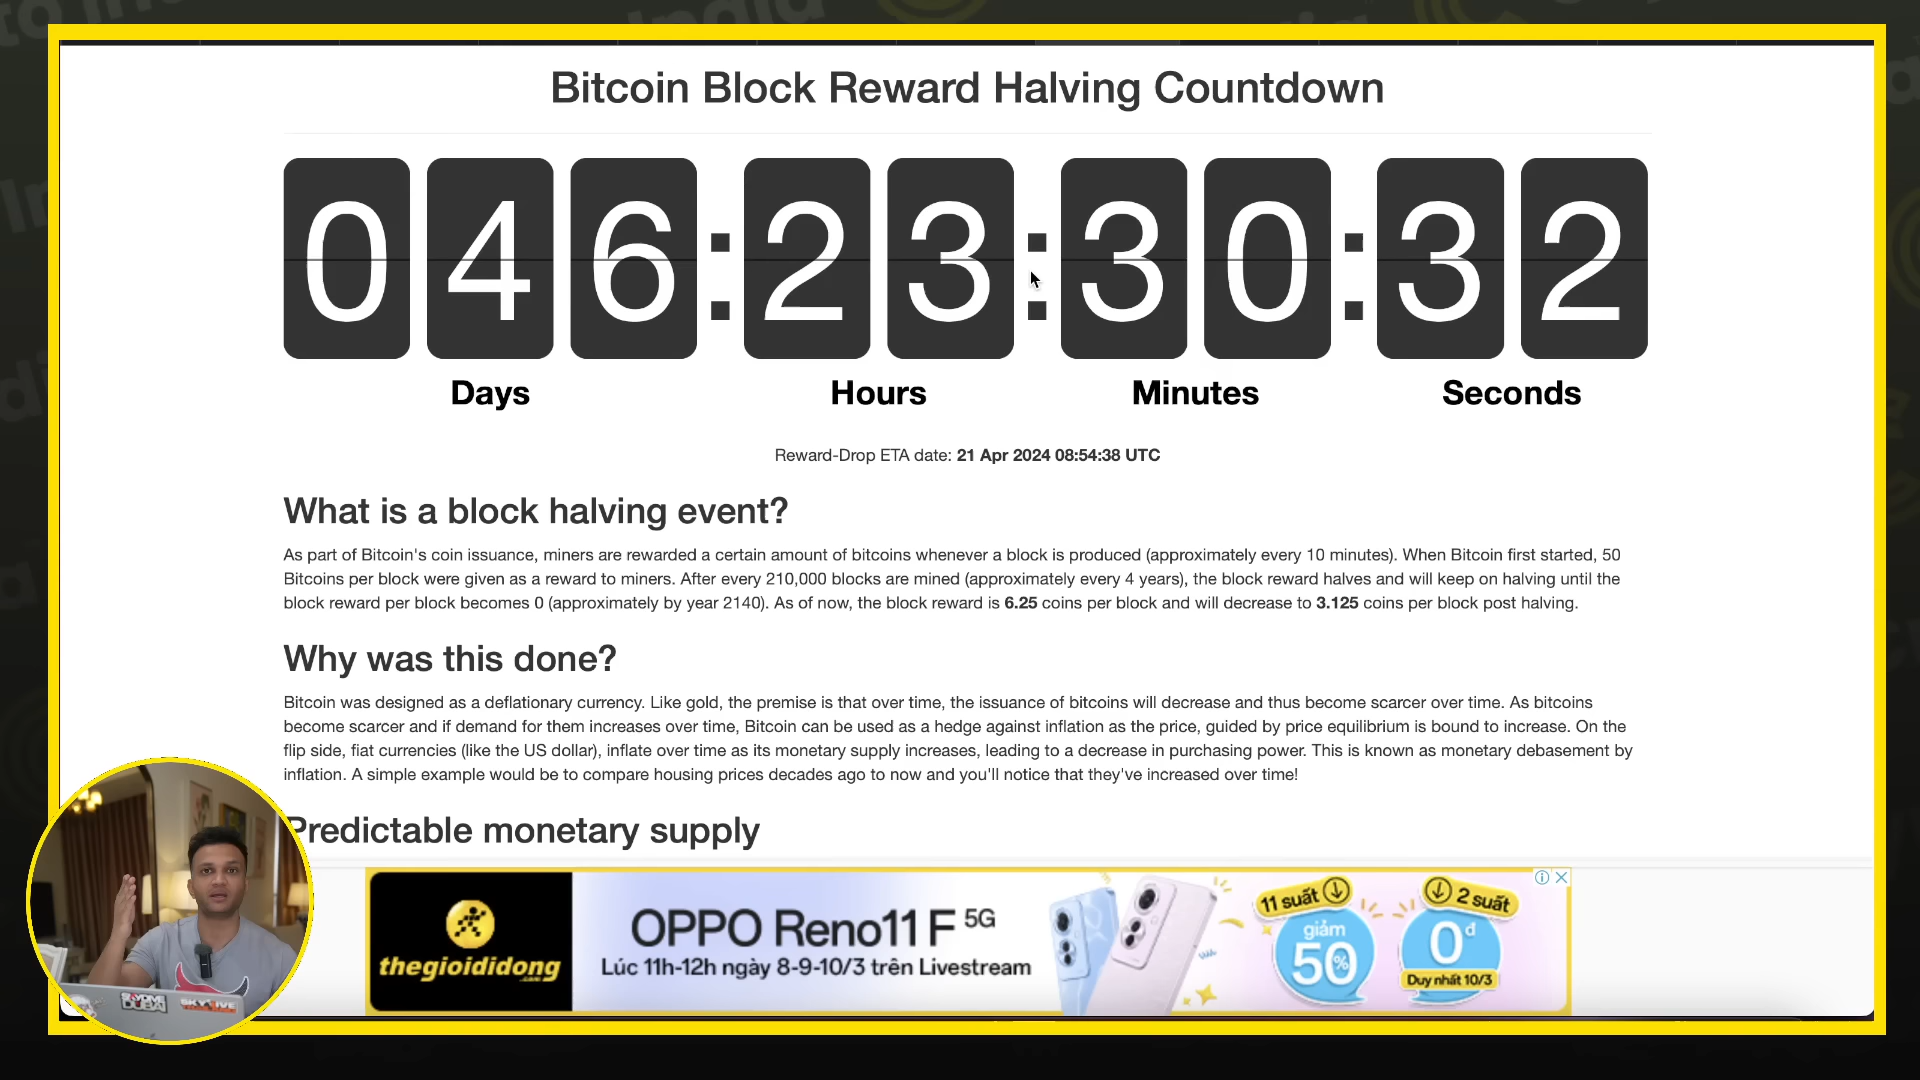 Bitcoin Block Reward Halving Countdown
046:23:30:32
Days Hours Minutes Seconds
Reward-Drop ETA date: 21 Apr 2024 08:54:38 UTC
What is a block halving event?
As part of Bitcoin's coin issuance, miners are rewarded a certain amount of bitcoins whenever a block is produced (approximately every 10 minutes). When Bitcoin first started, 50
Bitcoins per block were given as a reward to miners. After every 210,000 blocks are mined (approximately every 4 years), the block reward halves and will keep on halving until the
block reward per block becomes 0 (approximately by year 2140). As of now, the block reward is 6.25 coins per block and will decrease to 3.125 coins per block post halving.
Why was this done?
Bitcoin was designed as a deflationary currency. Like gold, the premise is that over time, the issuance of bitcoins will decrease and thus become scarcer over time. As bitcoins
become scarcer and if demand for them increases over time, Bitcoin can be used as a hedge against inflation as the price, guided by price equilibrium is bound to increase. On the
flip side, fiat currencies (like the US dollar), inflate over time as its monetary supply increases, leading to a decrease in purchasing power. This is known as monetary debasement by
inflation. A simple example would be to compare housing prices decades ago to now and you'll notice that they've increased over time!
Predictable monetary supply
thegioididong
.com
OPPO Reno11 F 5G
Lúc 11h-12h ngày 8-9-10/3 trên Livestream
11 suất
giảm
50%
2 suất
0đ
Duy nhất 10/3
SKYDIVE
DUBAI
SKYDIVE